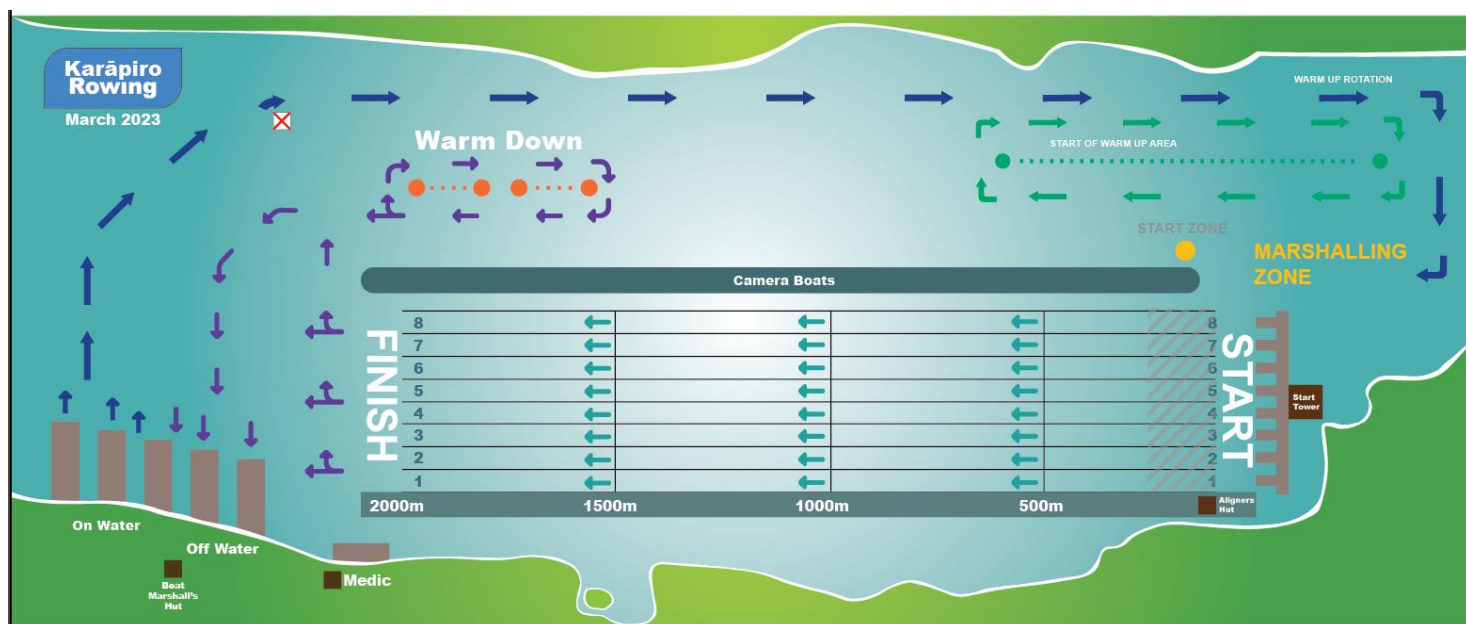 Karāpiro
Rowing
March 2023
WARM UP ROTATION
Warm Down
START OF WARM UP AREA
START ZONE
MARSHALLING
ZONE
Camera Boats
FINISH
8
7
6
5
4
3
2
1
8
7
6
5
4
3
2
1
START
Start
Tower
2000m
1500m
1000m
500m
Aligners
Hut
On Water
Off Water
Boat
Marshall's
Hut
Medic